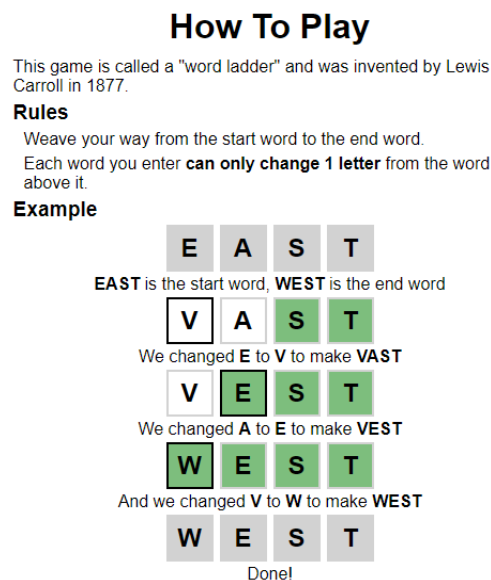 How To Play
This game is called a "word ladder" and was invented by Lewis
Carroll in 1877.
Rules
Weave your way from the start word to the end word.
Each word you enter can only change 1 letter from the word
above it.
Example
E A S T
EAST is the start word, WEST is the end word
V A S T
We changed E to V to make VAST
V E S T
We changed A to E to make VEST
W E S T
And we changed V to W to make WEST
W E S T
Done!